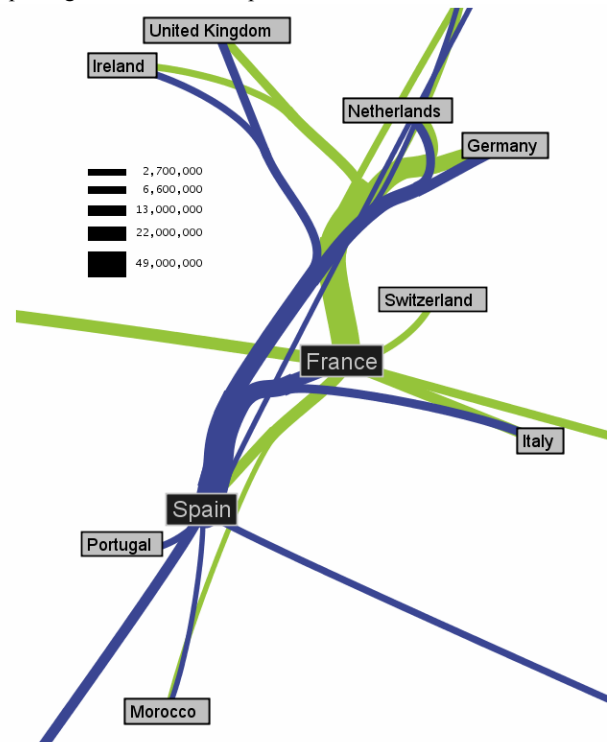 United Kingdom
Ireland
Netherlands
Germany
2,700,000
6,600,000
13,000,000
22,000,000
49,000,000
Switzerland
France
Italy
Spain
Portugal
Morocco